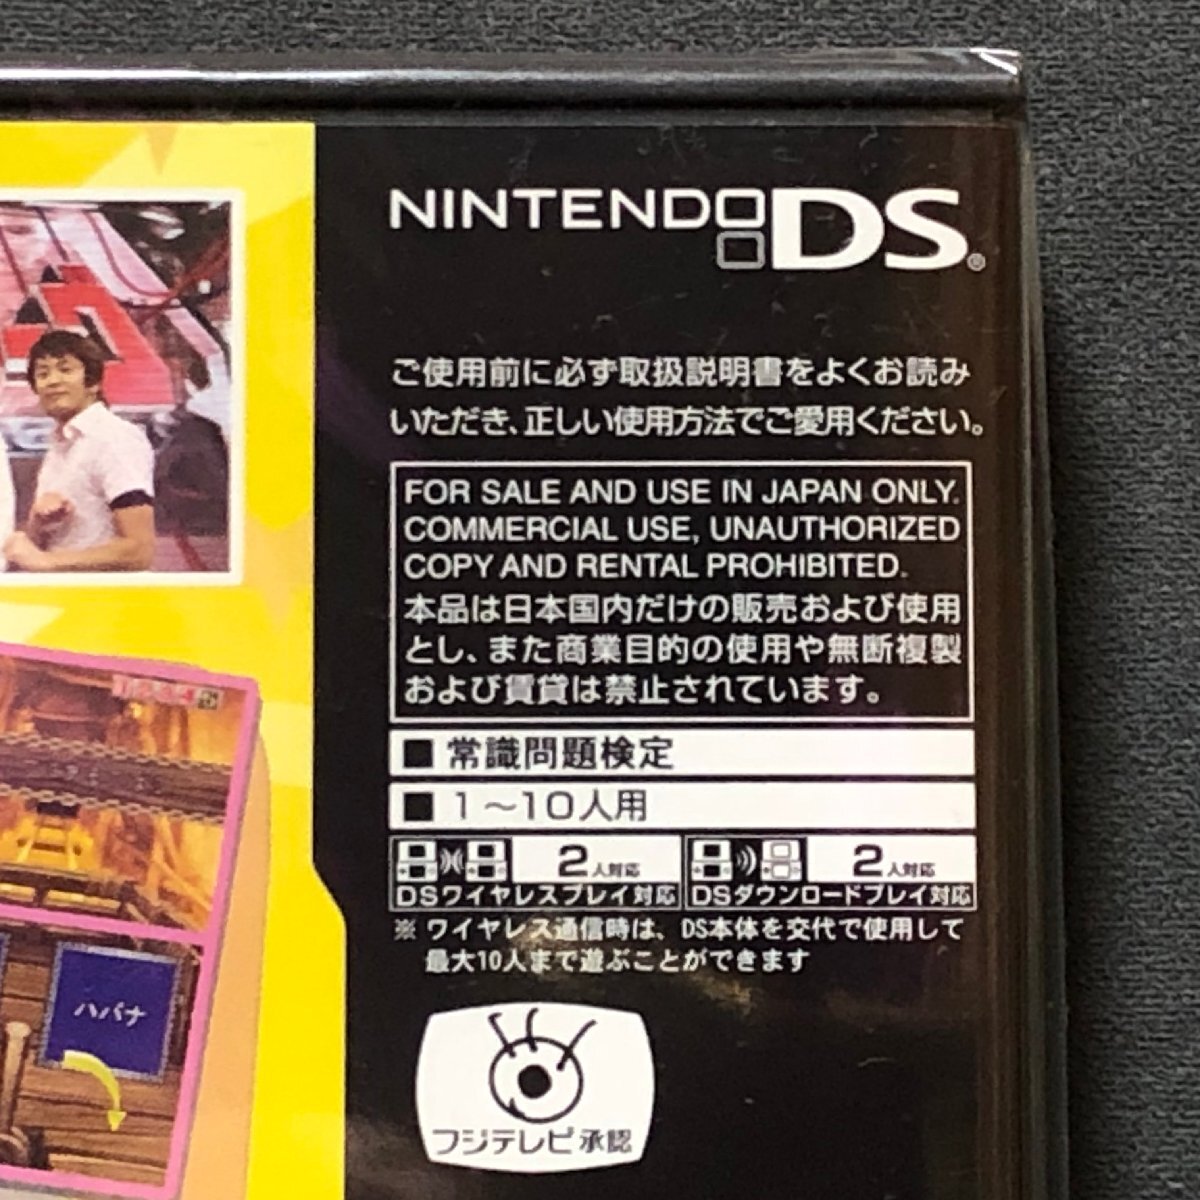 NINTENDO DS®
ご使用前に必ず取扱説明書をよくお読み
いただき、正しい使用方法でご愛用ください。
FOR SALE AND USE IN JAPAN ONLY.
COMMERCIAL USE, UNAUTHORIZED
COPY AND RENTAL PROHIBITED.
本品は日本国内だけの販売および使用
とし、また商業目的の使用や無断複製
および賃貸は禁止されています。
■ 常識問題検定
■ 1〜10人用
2人対応
DSワイヤレスプレイ対応
2人対応
DSダウンロードプレイ対応
※ ワイヤレス通信時は、DS本体を交代で使用して
最大10人まで遊ぶことができます
ハバナ
フジテレビ承認